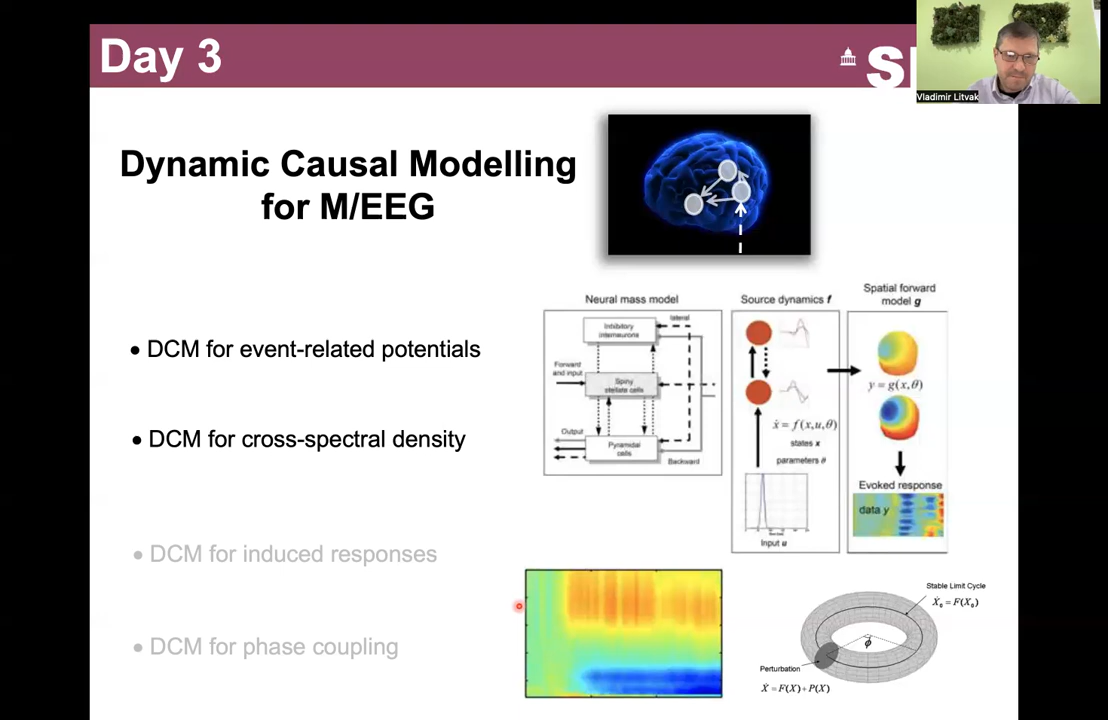 Day 3
Vladimir Litvak
Dynamic Causal Modelling
for M/EEG
• DCM for event-related potentials
• DCM for cross-spectral density
• DCM for induced responses
• DCM for phase coupling
Neural mass model
Inhibitory
interneurons
lateral
Forward
and input
Spiny
stellate cells
Output
Pyramidal
cells
Backward
Source dynamics f
ẋ = f(x,u,θ)
states x
parameters θ
Input u
Spatial forward
model g
y = g(x,θ)
Evoked response
data y
Stable Limit Cycle
Ẋ₀ = F(X₀)
ϕ
Perturbation
Ẋ = F(X)+P(X)